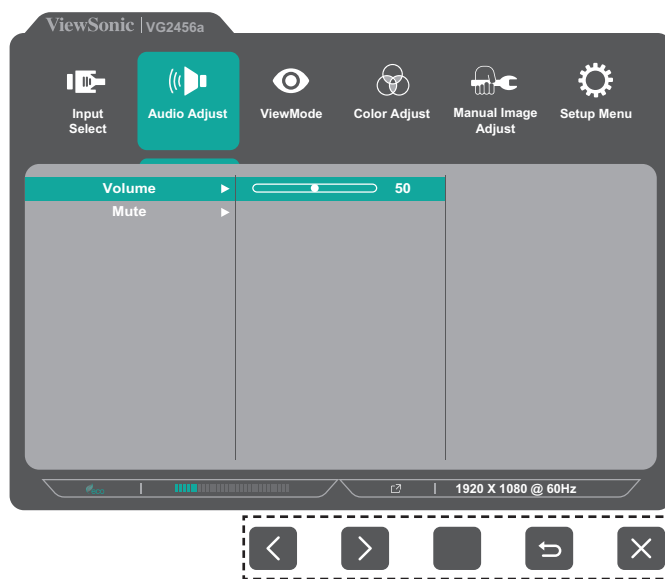 ViewSonic | VG2456a
Input
Select
Audio Adjust
ViewMode
Color Adjust
Manual Image
Adjust
Setup Menu
Volume
50
Mute
eco
1920 X 1080 @ 60Hz